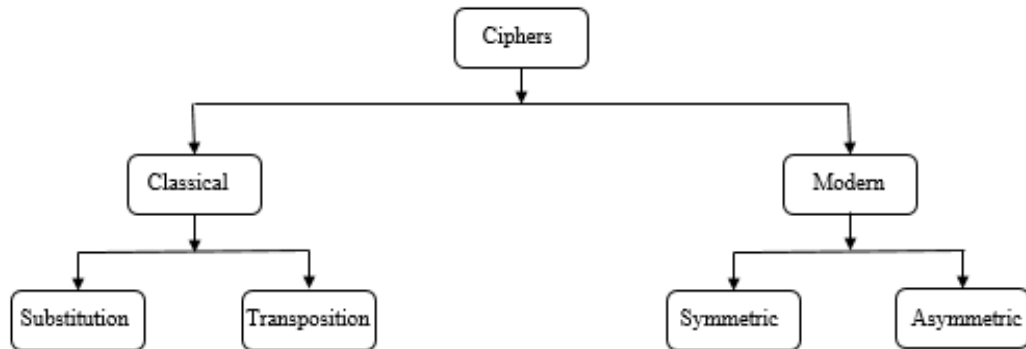 Ciphers
Classical
Modern
Substitution
Transposition
Symmetric
Asymmetric